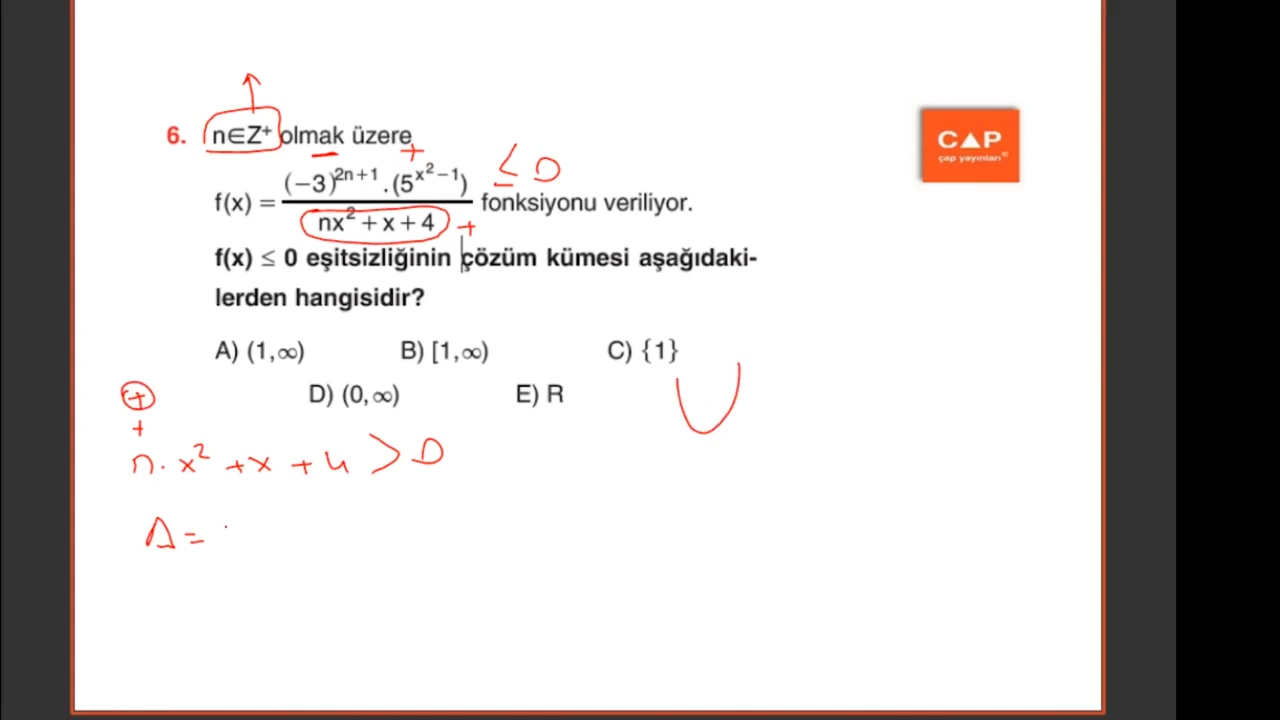 6. n∈Z⁺ olmak üzere
+
f(x) = (−3)²ⁿ⁺¹ . (5^(x²−1)) / nx² + x + 4 fonksiyonu veriliyor.
≤ 0
+
f(x) ≤ 0 eşitsizliğinin çözüm kümesi aşağıdaki-
lerden hangisidir?
A) (1, ∞) B) [1, ∞) C) {1}
D) (0, ∞) E) R
+
+
n. x² + x + 4 > 0
Δ =
CAP
çap yayınları®